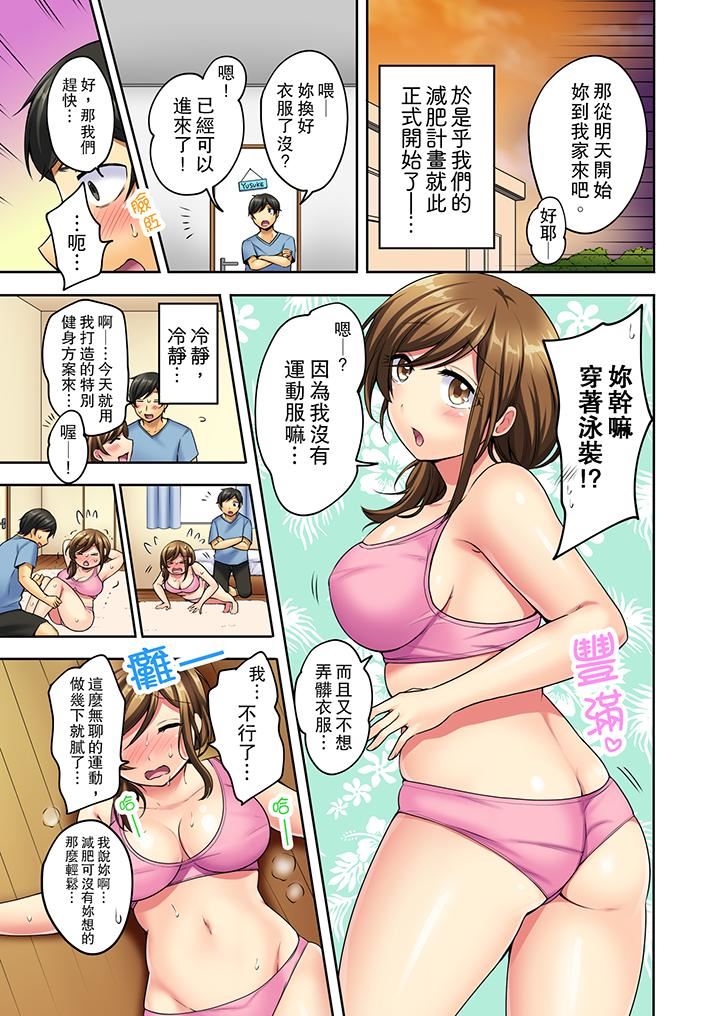 那從明天開始
妳到我家來吧。
好耶—
於是乎我們的
減肥計畫就此
正式開始了—…
喂—
妳換好
衣服了沒?
嗯!
已經可以
進來了!
YUSUKE
好,那我們
趕快…
臉紅
…呃…
妳幹嘛
穿著泳裝!?
嗯—?
因為我沒有
運動服嘛…
豐滿
而且又不想
弄髒衣服…
冷靜,
冷靜…
啊——…今天就用
我打造的特別
健身方案來…
喔—!
癱—
我…
不行了…
哈—
哈—
這麼無聊的運動,
做幾下就膩了…
我說妳啊…
減肥可沒有妳想的
那麼輕鬆…